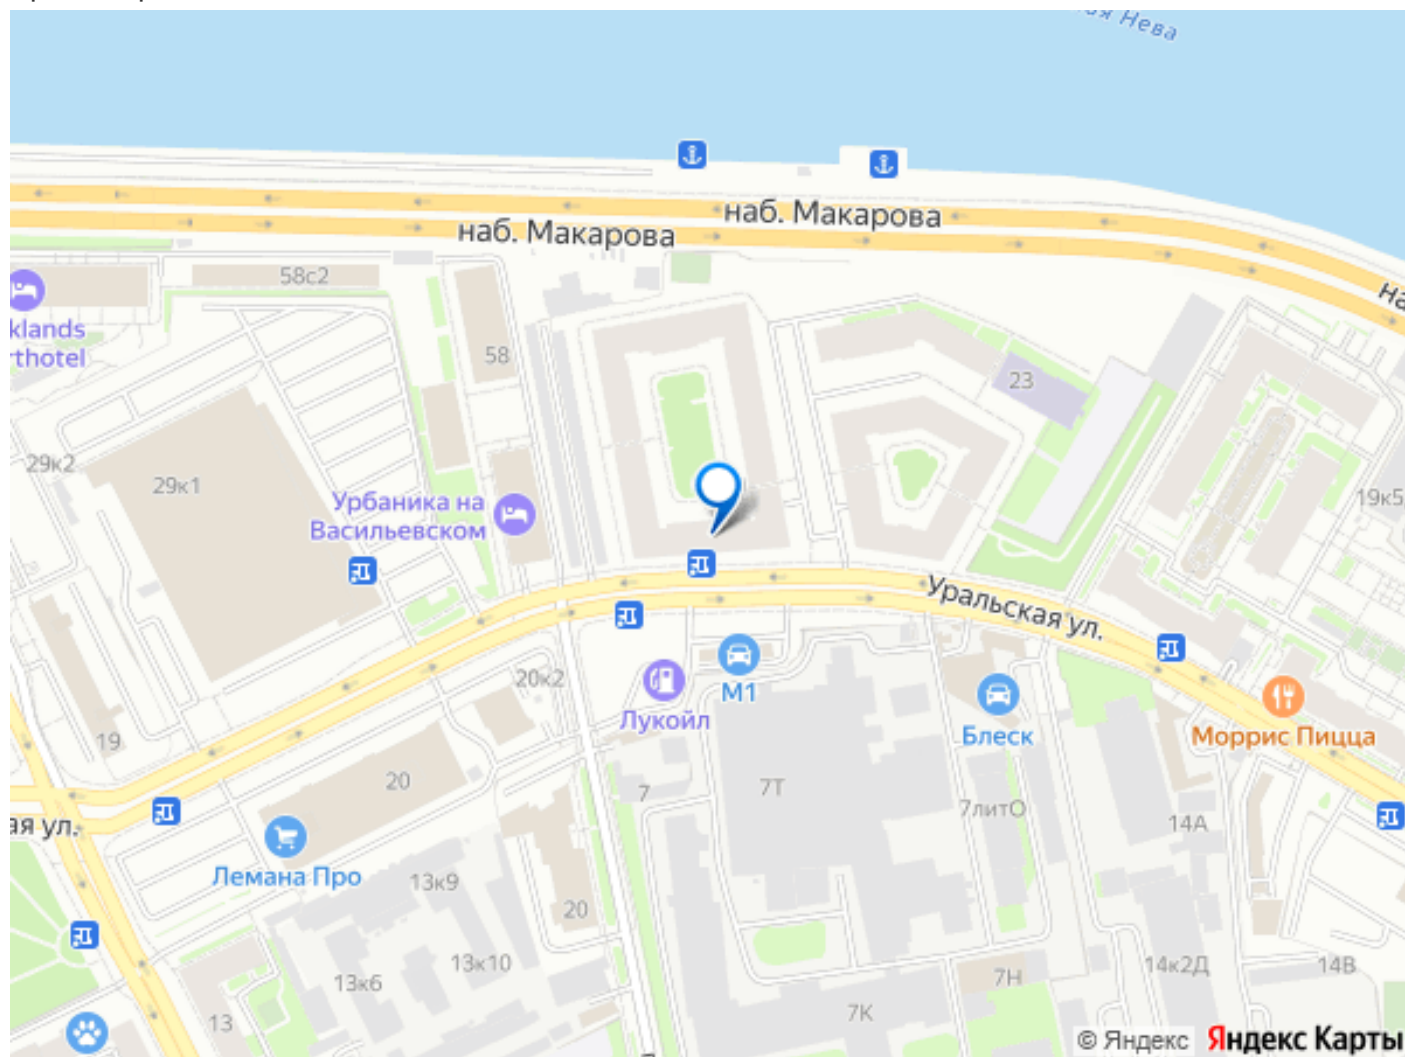 ая Нева
наб. Макарова
наб. Макарова
58с2
klands
rthotel
58
23
29к2
29к1
Урбаника на
Васильевском
19к5
Уральская ул.
20к2
М1
Лукойл
Блеск
Моррис Пицца
19
20
7
7Т
7литО
14А
ая ул.
Лемана Про
13к9
20
13к10
13к6
7Н
14к2Д
14В
13
7К
© Яндекс
Яндекс Карты